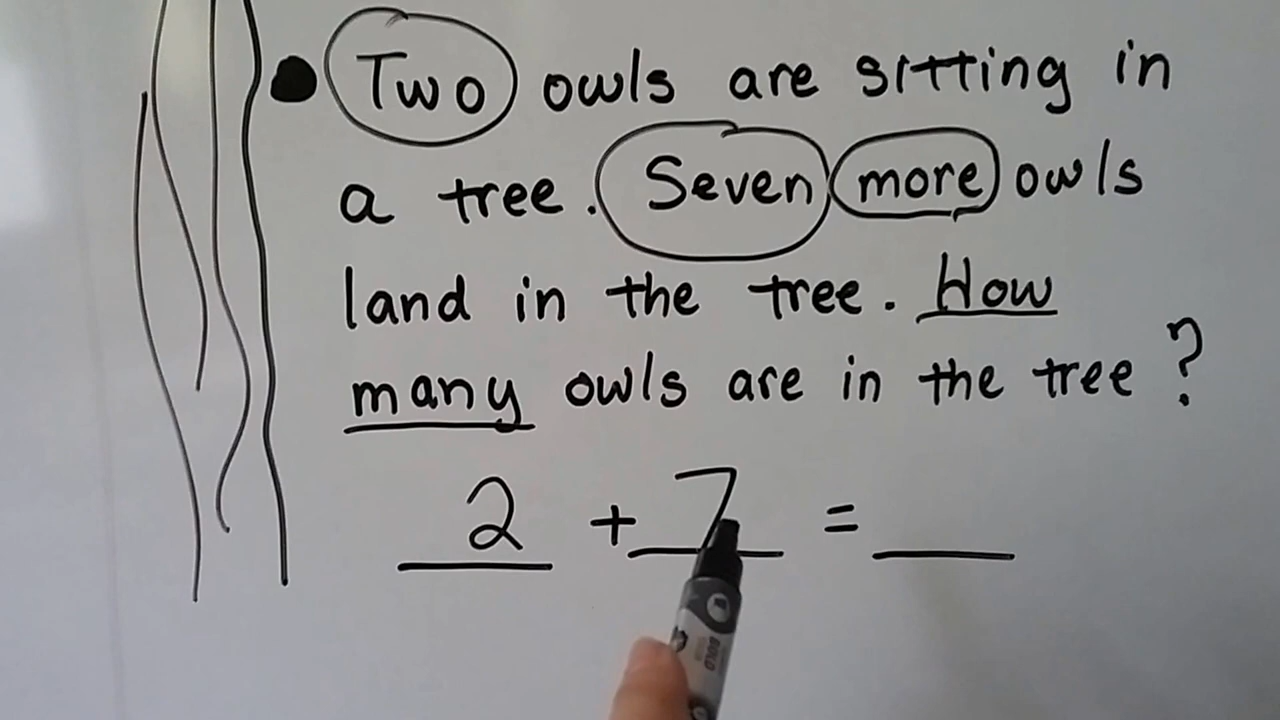 Two owls are sitting in
a tree. Seven more owls
land in the tree. How
many owls are in the tree?
2 + 7 = ___
BOLD